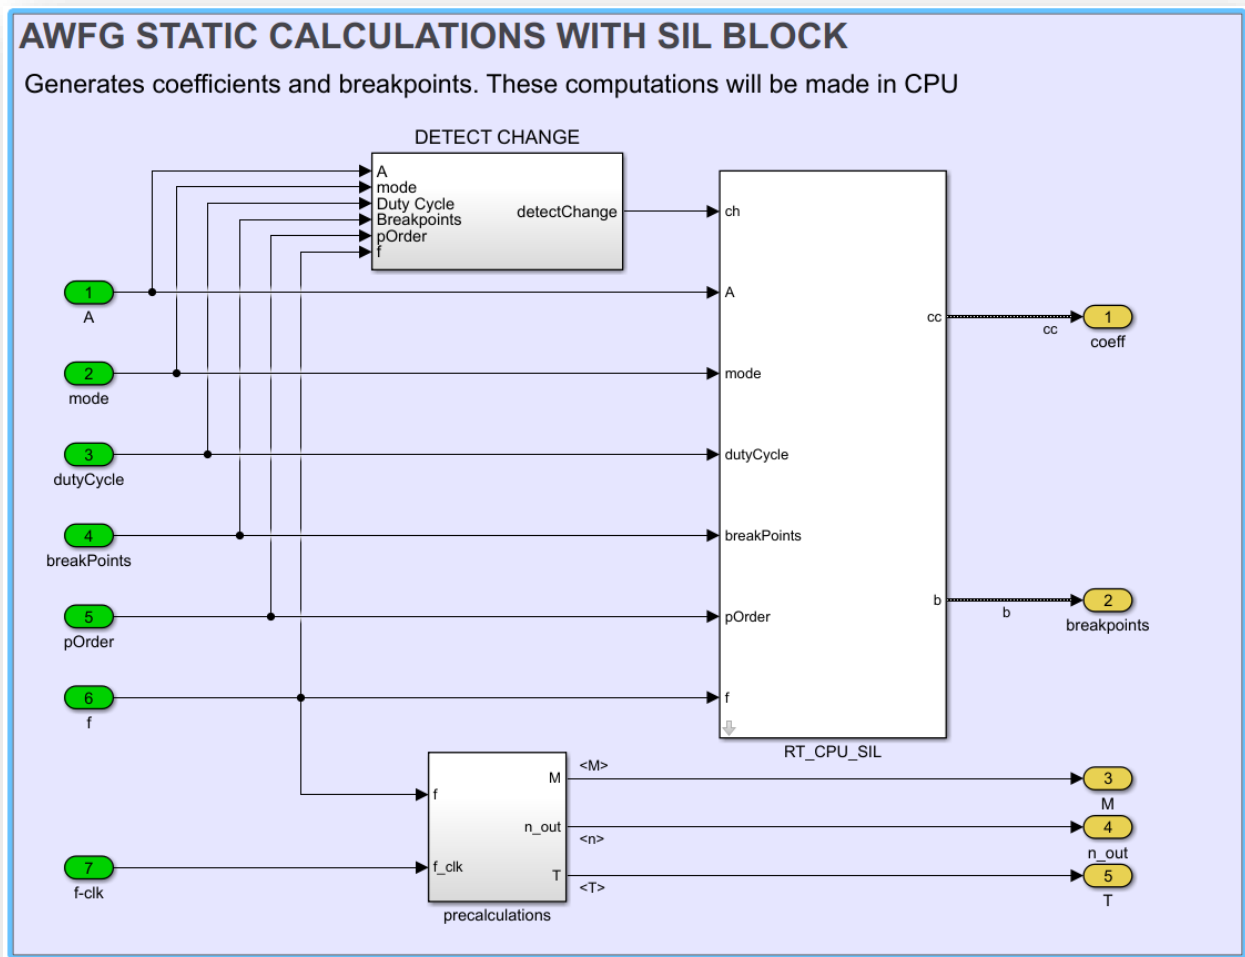 AWFG STATIC CALCULATIONS WITH SIL BLOCK
Generates coefficients and breakpoints. These computations will be made in CPU
DETECT CHANGE
A
mode
Duty Cycle
Breakpoints
pOrder
f
detectChange
1
A
2
mode
3
dutyCycle
4
breakPoints
5
pOrder
6
f
7
f-clk
ch
A
mode
dutyCycle
breakPoints
pOrder
f
cc
b
RT_CPU_SIL
cc
1
coeff
b
2
breakpoints
f
f_clk
M
n_out
T
precalculations
<M>
<n>
<T>
3
M
4
n_out
5
T